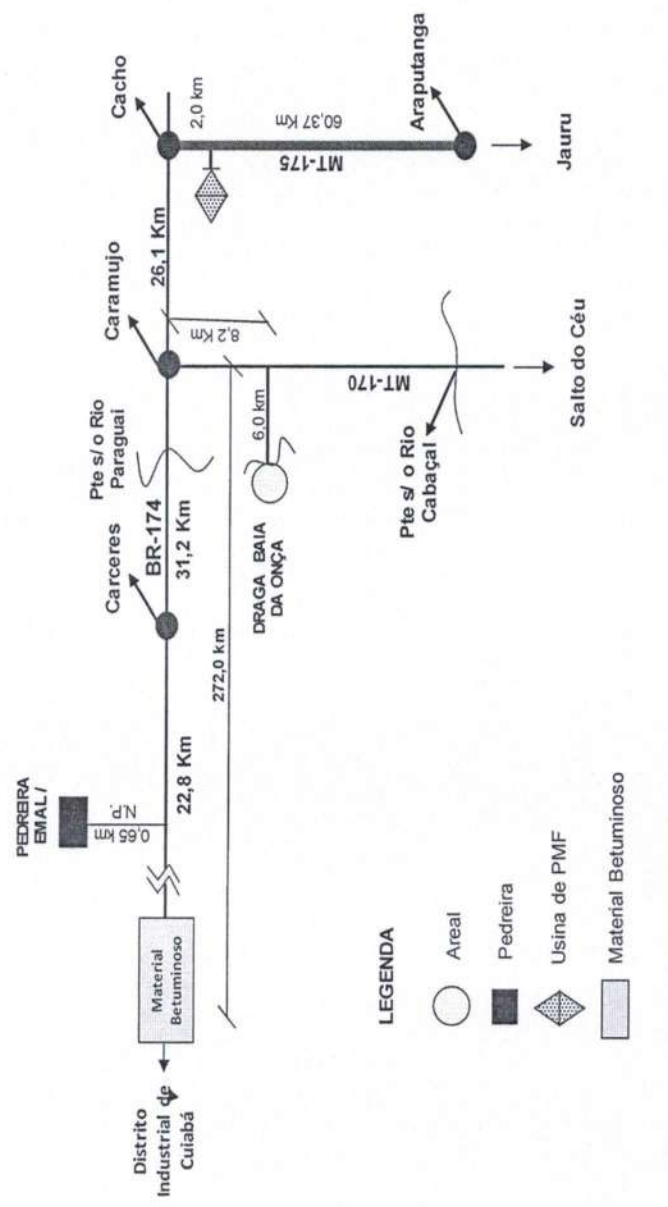 Distrito
Industrial de
Cuiabá
Material
Betuminoso
PEDREIRA
EMAL /
0,65 km
N.P.
22,8 Km
Carceres
BR-174
31,2 Km
Pte s/ o Rio
Paraguai
Caramujo
26,1 Km
Cacho
2,0 km
60,37 Km
MT-175
Araputanga
Jauru
272,0 km
8,2 Km
6,0 km
DRAGA BAIA
DA ONÇA
MT-170
Pte s/ o Rio
Cabaçal
Salto do Céu
LEGENDA
Areal
Pedreira
Usina de PMF
Material Betuminoso